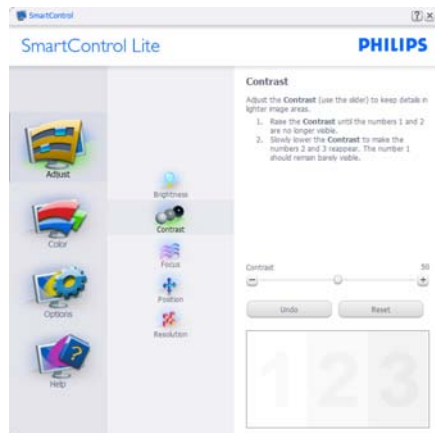 SmartControl
SmartControl Lite
PHILIPS
Adjust
Color
Options
Help
Brightness
Contrast
Focus
Position
Resolution
Contrast
Adjust the Contrast (use the slider) to keep details in
lighter image areas.
1. Raise the Contrast until the numbers 1 and 2
are no longer visible.
2. Slowly lower the Contrast to make the
numbers 2 and 3 reappear. The number 1
should remain barely visible.
Contrast 50
Undo Reset
1 2 3